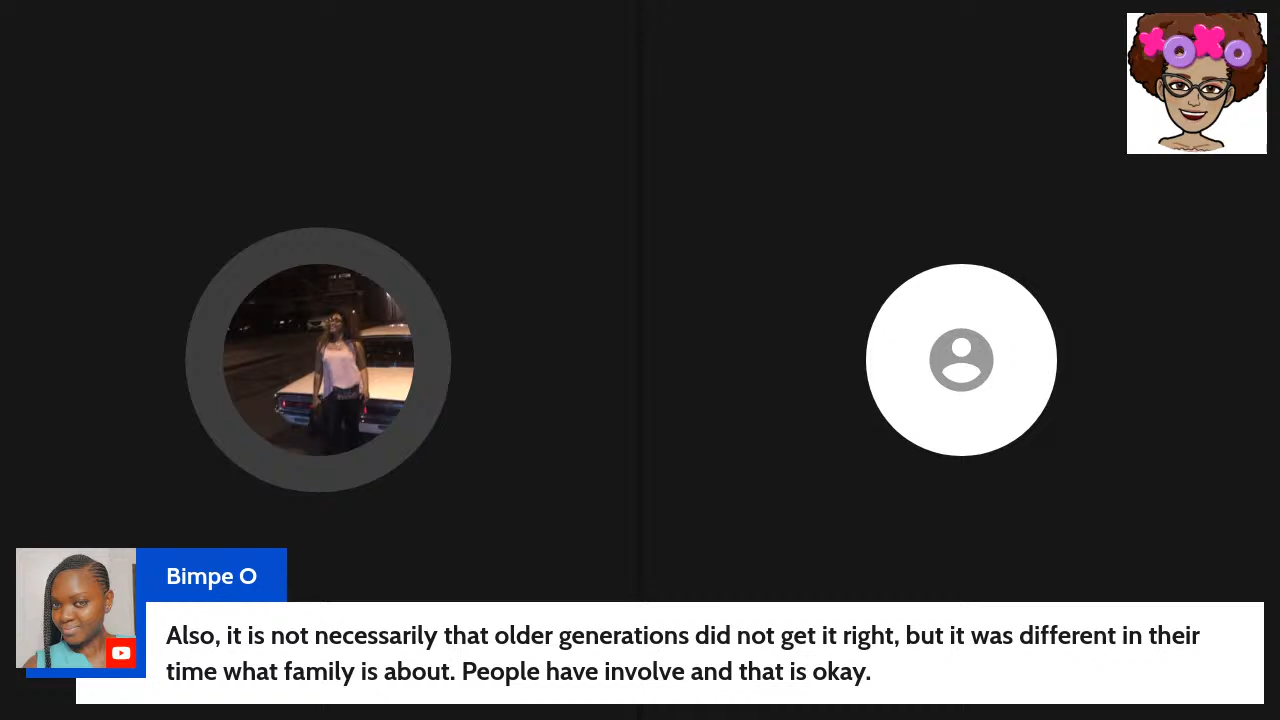 XOXO
Bimpe O
Also, it is not necessarily that older generations did not get it right, but it was different in their
time what family is about. People have involve and that is okay.